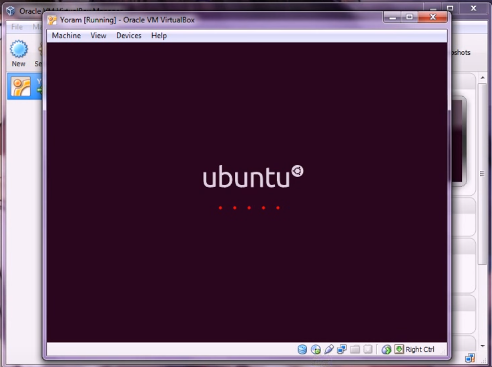 Yoram [Running] - Oracle VM VirtualBox
Machine View Devices Help
New
ubuntu
Right Ctrl